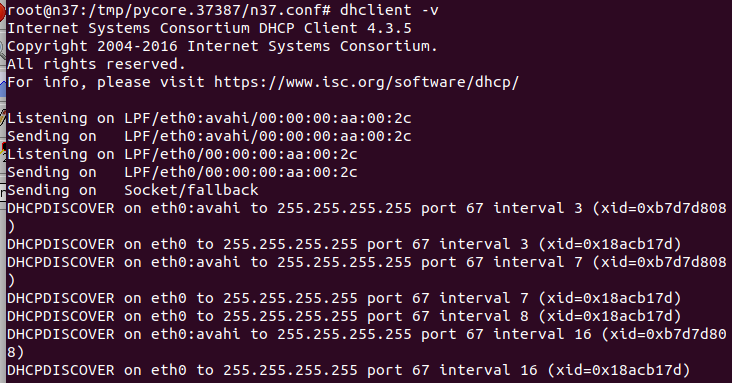 root@n37:/tmp/pycore.37387/n37.conf# dhclient -v
Internet Systems Consortium DHCP Client 4.3.5
Copyright 2004-2016 Internet Systems Consortium.
All rights reserved.
For info, please visit https://www.isc.org/software/dhcp/

Listening on LPF/eth0:avahi/00:00:00:aa:00:2c
Sending on   LPF/eth0:avahi/00:00:00:aa:00:2c
Listening on LPF/eth0/00:00:00:aa:00:2c
Sending on   LPF/eth0/00:00:00:aa:00:2c
Sending on   Socket/fallback
DHCPDISCOVER on eth0:avahi to 255.255.255.255 port 67 interval 3 (xid=0xb7d7d808
)
DHCPDISCOVER on eth0 to 255.255.255.255 port 67 interval 3 (xid=0x18acb17d)
DHCPDISCOVER on eth0:avahi to 255.255.255.255 port 67 interval 7 (xid=0xb7d7d808
)
DHCPDISCOVER on eth0 to 255.255.255.255 port 67 interval 7 (xid=0x18acb17d)
DHCPDISCOVER on eth0 to 255.255.255.255 port 67 interval 8 (xid=0x18acb17d)
DHCPDISCOVER on eth0:avahi to 255.255.255.255 port 67 interval 16 (xid=0xb7d7d80
8)
DHCPDISCOVER on eth0 to 255.255.255.255 port 67 interval 16 (xid=0x18acb17d)